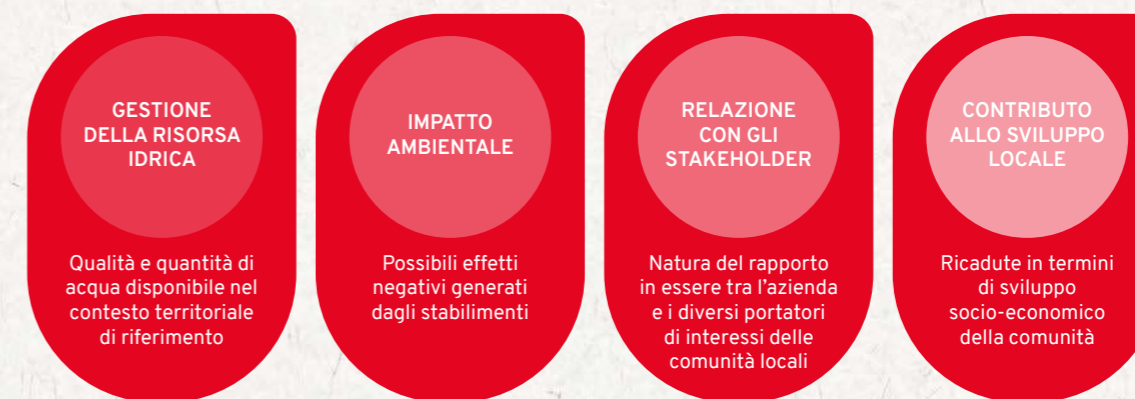 GESTIONE
DELLA RISORSA
IDRICA
Qualità e quantità di
acqua disponibile nel
contesto territoriale
di riferimento
IMPATTO
AMBIENTALE
Possibili effetti
negativi generati
dagli stabilimenti
RELAZIONE
CON GLI
STAKEHOLDER
Natura del rapporto
in essere tra l’azienda
e i diversi portatori
di interessi delle
comunità locali
CONTRIBUTO
ALLO SVILUPPO
LOCALE
Ricadute in termini
di sviluppo
socio-economico
della comunità